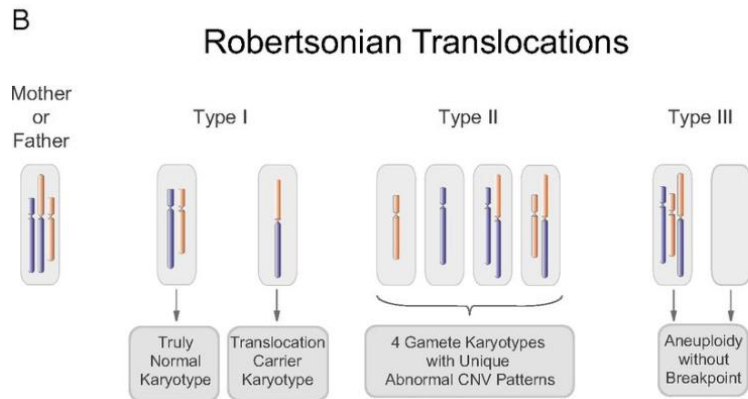 B
Robertsonian Translocations
Mother
or
Father
Type I
Type II
Type III
Truly
Normal
Karyotype
Translocation
Carrier
Karyotype
4 Gamete Karyotypes
with Unique
Abnormal CNV Patterns
Aneuploidy
without
Breakpoint